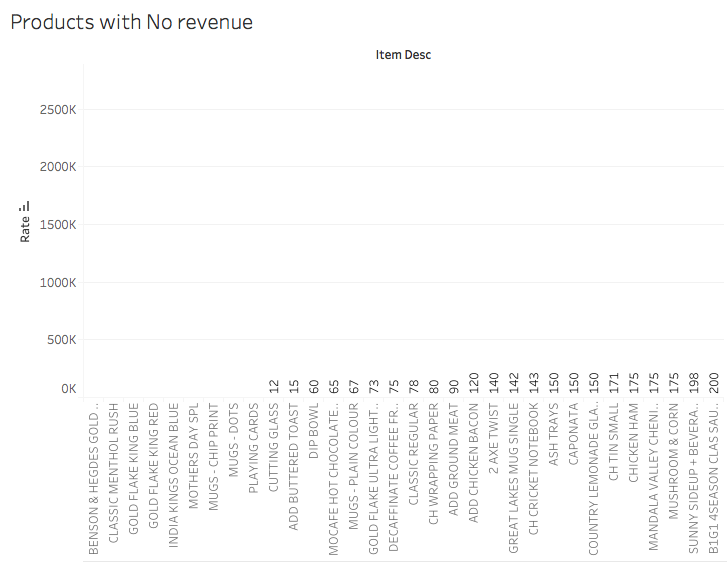 Products with No revenue
Item Desc
2500K
2000K
1500K
1000K
500K
0K
Rate
12
15
60
65
67
73
75
78
80
90
120
140
142
143
150
150
150
171
175
175
175
198
200
BENSON & HEGDES GOLD ..
CLASSIC MENTHOL RUSH
GOLD FLAKE KING BLUE
GOLD FLAKE KING RED
INDIA KINGS OCEAN BLUE
MOTHERS DAY SPL
MUGS - CHIP PRINT
MUGS - DOTS
PLAYING CARDS
CUTTING GLASS
ADD BUTTERED TOAST
DIP BOWL
MOCAFE HOT CHOCOLATE..
MUGS - PLAIN COLOUR
GOLD FLAKE ULTRA LIGHT..
DECAFFINATE COFFEE FR..
CLASSIC REGULAR
CH WRAPPING PAPER
ADD GROUND MEAT
ADD CHICKEN BACON
2 AXE TWIST
GREAT LAKES MUG SINGLE
CH CRICKET NOTEBOOK
ASH TRAYS
CAPONATA
COUNTRY LEMONADE GLA..
CH TIN SMALL
CHICKEN HAM
MANDALA VALLEY CHENI..
MUSHROOM & CORN
SUNNY SIDEUP + BEVERA..
B1G1 4SEASON CLAS SAU..